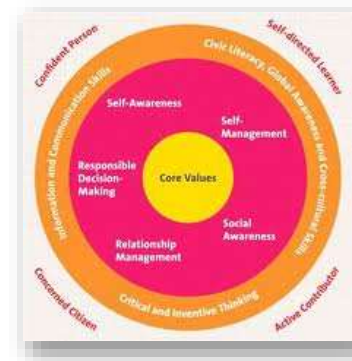 Confident Person
Self-directed Learner
Civic Literacy, Global Awareness and Cross-cultural Skills
Information and Communication Skills
Self-Awareness
Self-
Management
Core Values
Responsible
Decision-
Making
Social
Awareness
Relationship
Management
Critical and Inventive Thinking
Concerned Citizen
Active Contributor